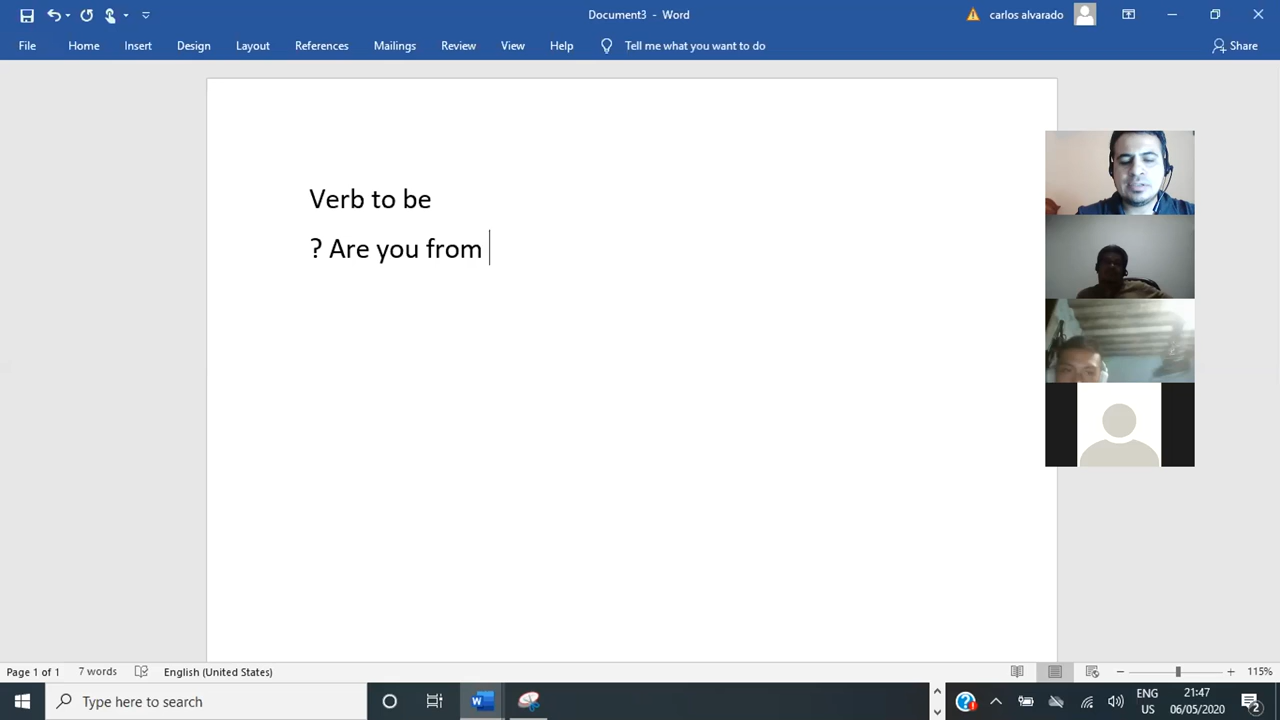 Document3 - Word
carlos alvarado
File Home Insert Design Layout References Mailings Review View Help Tell me what you want to do Share
Verb to be
? Are you from
Page 1 of 1 7 words English (United States) 115%
Type here to search
ENG 21:47
US 06/05/2020 2